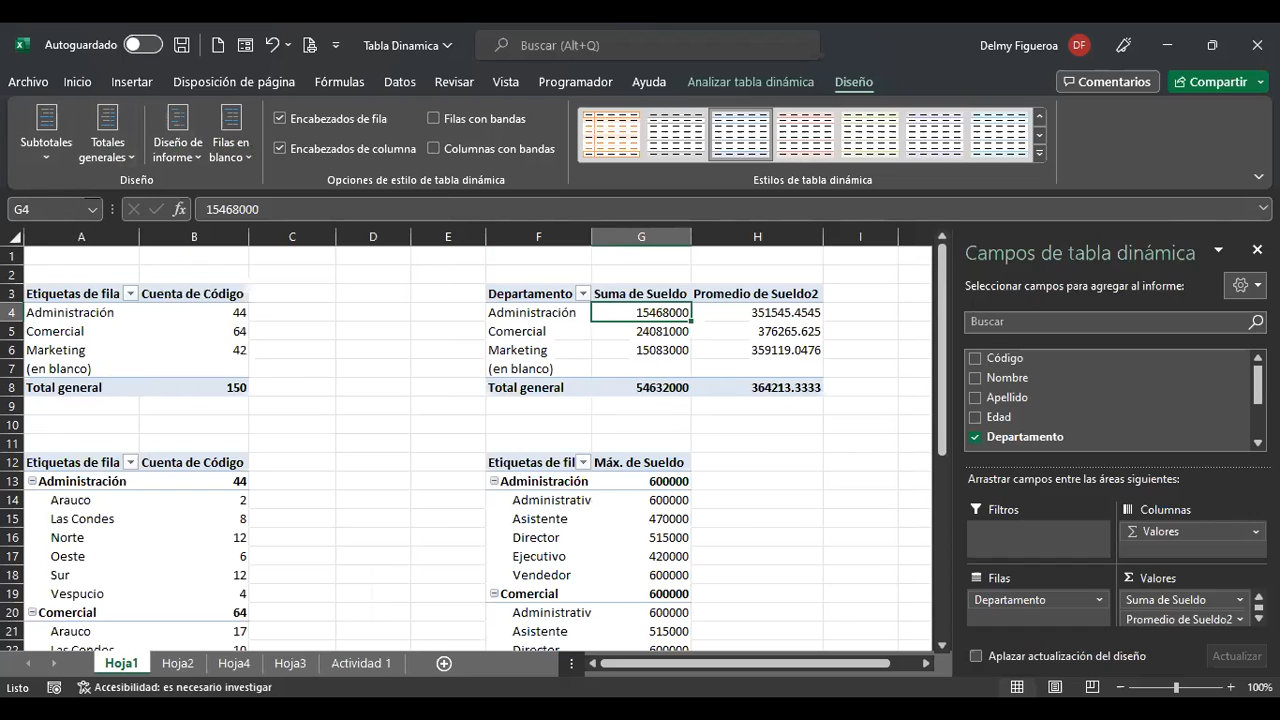 Autoguardado Tabla Dinamica Buscar (Alt+Q) Delmy Figueroa DF
Archivo Inicio Insertar Disposición de página Fórmulas Datos Revisar Vista Programador Ayuda Analizar tabla dinámica Diseño Comentarios Compartir
Subtotales Totales generales Diseño de informe Filas en blanco
Encabezados de fila Filas con bandas
Encabezados de columna Columnas con bandas
Diseño Opciones de estilo de tabla dinámica Estilos de tabla dinámica
G4 fx 15468000
A B C D E F G H I
1
2
3 Etiquetas de fila Cuenta de Código Departamento Suma de Sueldo Promedio de Sueldo2
4 Administración 44 Administración 15468000 351545.4545
5 Comercial 64 Comercial 24081000 376265.625
6 Marketing 42 Marketing 15083000 359119.0476
7 (en blanco) (en blanco)
8 Total general 150 Total general 54632000 364213.3333
9
10
11
12 Etiquetas de fila Cuenta de Código Etiquetas de fil Máx. de Sueldo
13 Administración 44 Administración 600000
14 Arauco 2 Administrativ 600000
15 Las Condes 8 Asistente 470000
16 Norte 12 Director 515000
17 Oeste 6 Ejecutivo 420000
18 Sur 12 Vendedor 600000
19 Vespucio 4 Comercial 600000
20 Comercial 64 Administrativ 600000
21 Arauco 17 Asistente 515000
Campos de tabla dinámica
Seleccionar campos para agregar al informe:
Buscar
Código
Nombre
Apellido
Edad
Departamento
Arrastrar campos entre las áreas siguientes:
Filtros Columnas
Σ Valores
Filas Σ Valores
Departamento Suma de Sueldo
Promedio de Sueldo2
Aplazar actualización del diseño Actualizar
Hoja1 Hoja2 Hoja4 Hoja3 Actividad 1
Listo Accesibilidad: es necesario investigar 100%